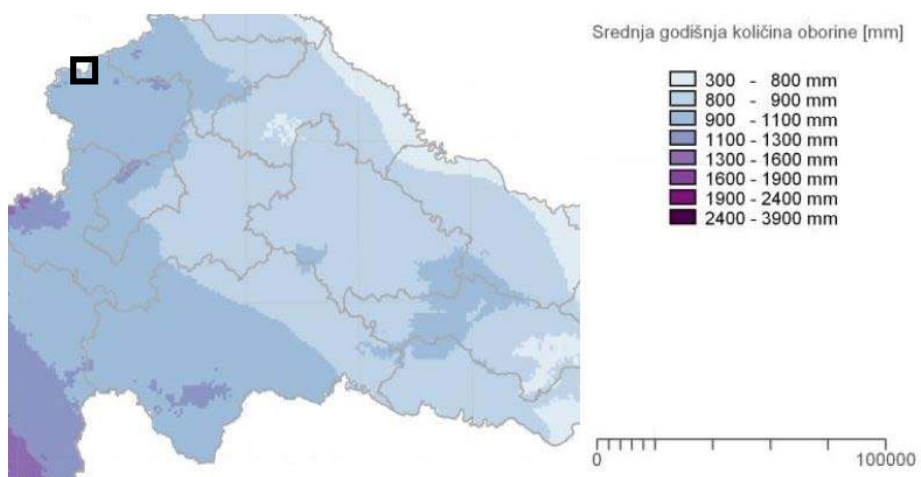 Srednja godišnja količina oborine [mm]
300 - 800 mm
800 - 900 mm
900 - 1100 mm
1100 - 1300 mm
1300 - 1600 mm
1600 - 1900 mm
1900 - 2400 mm
2400 - 3900 mm
0 100000